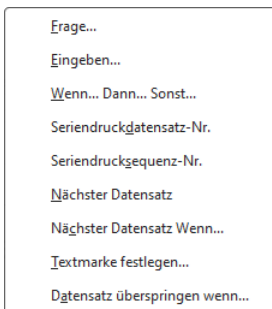 Frage...
Eingeben...
Wenn... Dann... Sonst...
Seriendruckdatensatz-Nr.
Seriendrucksequenz-Nr.
Nächster Datensatz
Nächster Datensatz Wenn...
Textmarke festlegen...
Datensatz überspringen wenn...